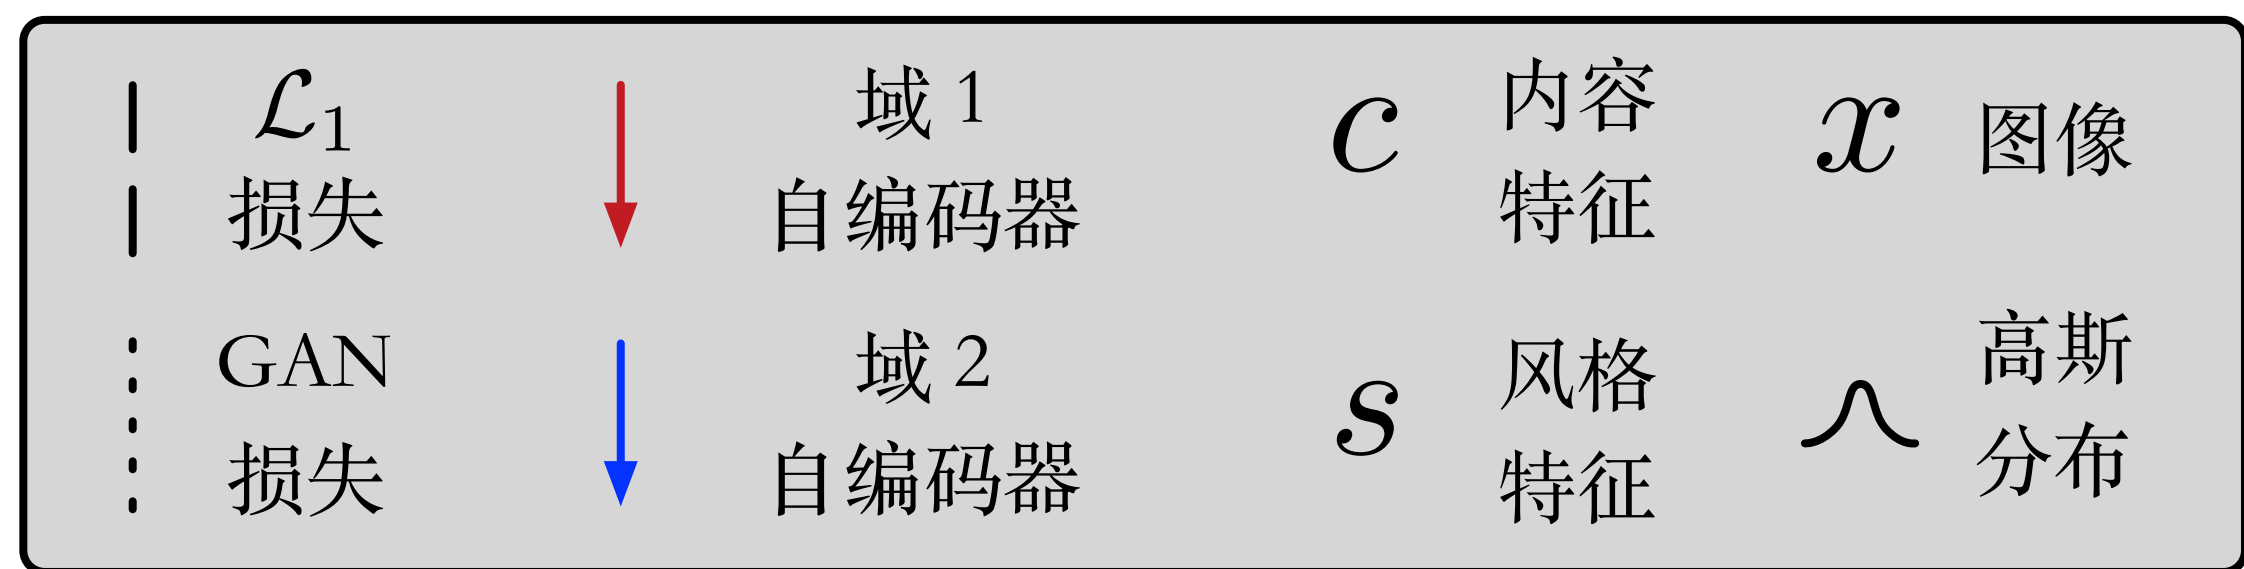 ℒ₁
损失
域 1
自编码器
c
内容
特征
x
图像
GAN
损失
域 2
自编码器
s
风格
特征
高斯
分布